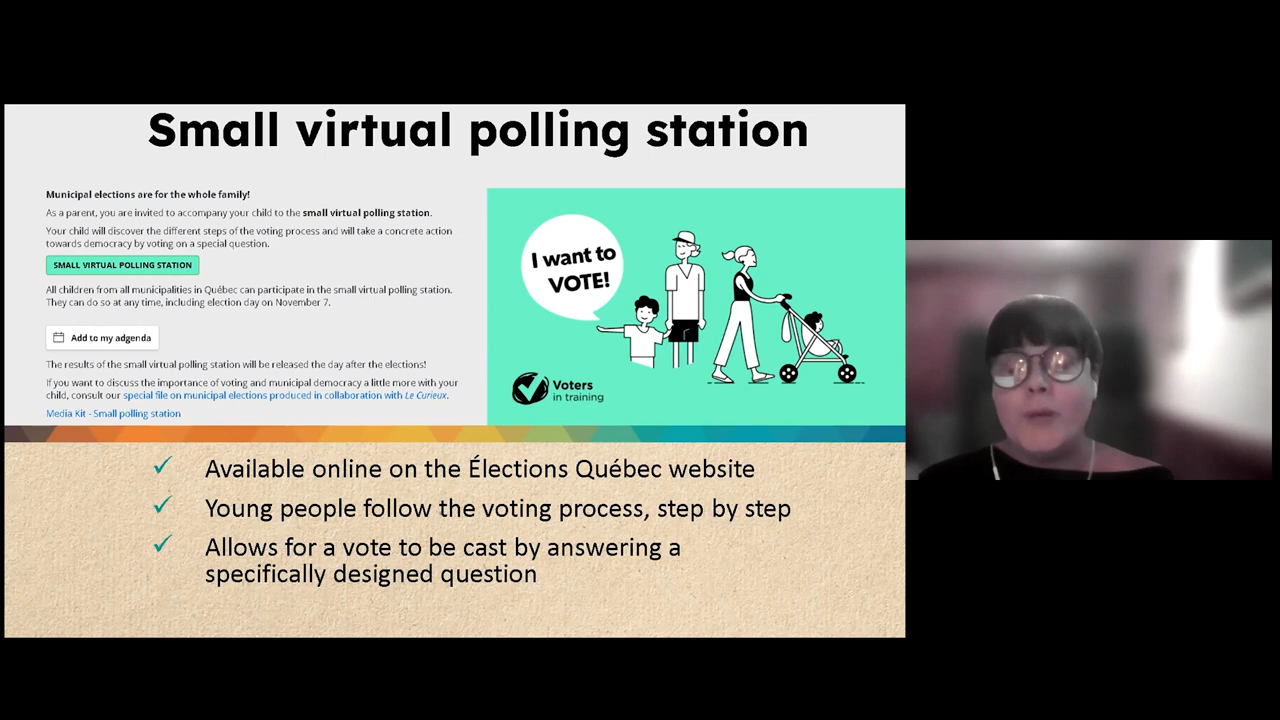 Small virtual polling station
Municipal elections are for the whole family!
As a parent, you are invited to accompany your child to the small virtual polling station.
Your child will discover the different steps of the voting process and will take a concrete action
towards democracy by voting on a special question.
SMALL VIRTUAL POLLING STATION
All children from all municipalities in Québec can participate in the small virtual polling station.
They can do so at any time, including election day on November 7.
Add to my adgenda
The results of the small virtual polling station will be released the day after the elections!
If you want to discuss the importance of voting and municipal democracy a little more with your
child, consult our special file on municipal elections produced in collaboration with Le Curieux.
Media Kit - Small polling station
I want to
VOTE!
Voters
in training
✓ Available online on the Élections Québec website
✓ Young people follow the voting process, step by step
✓ Allows for a vote to be cast by answering a
specifically designed question